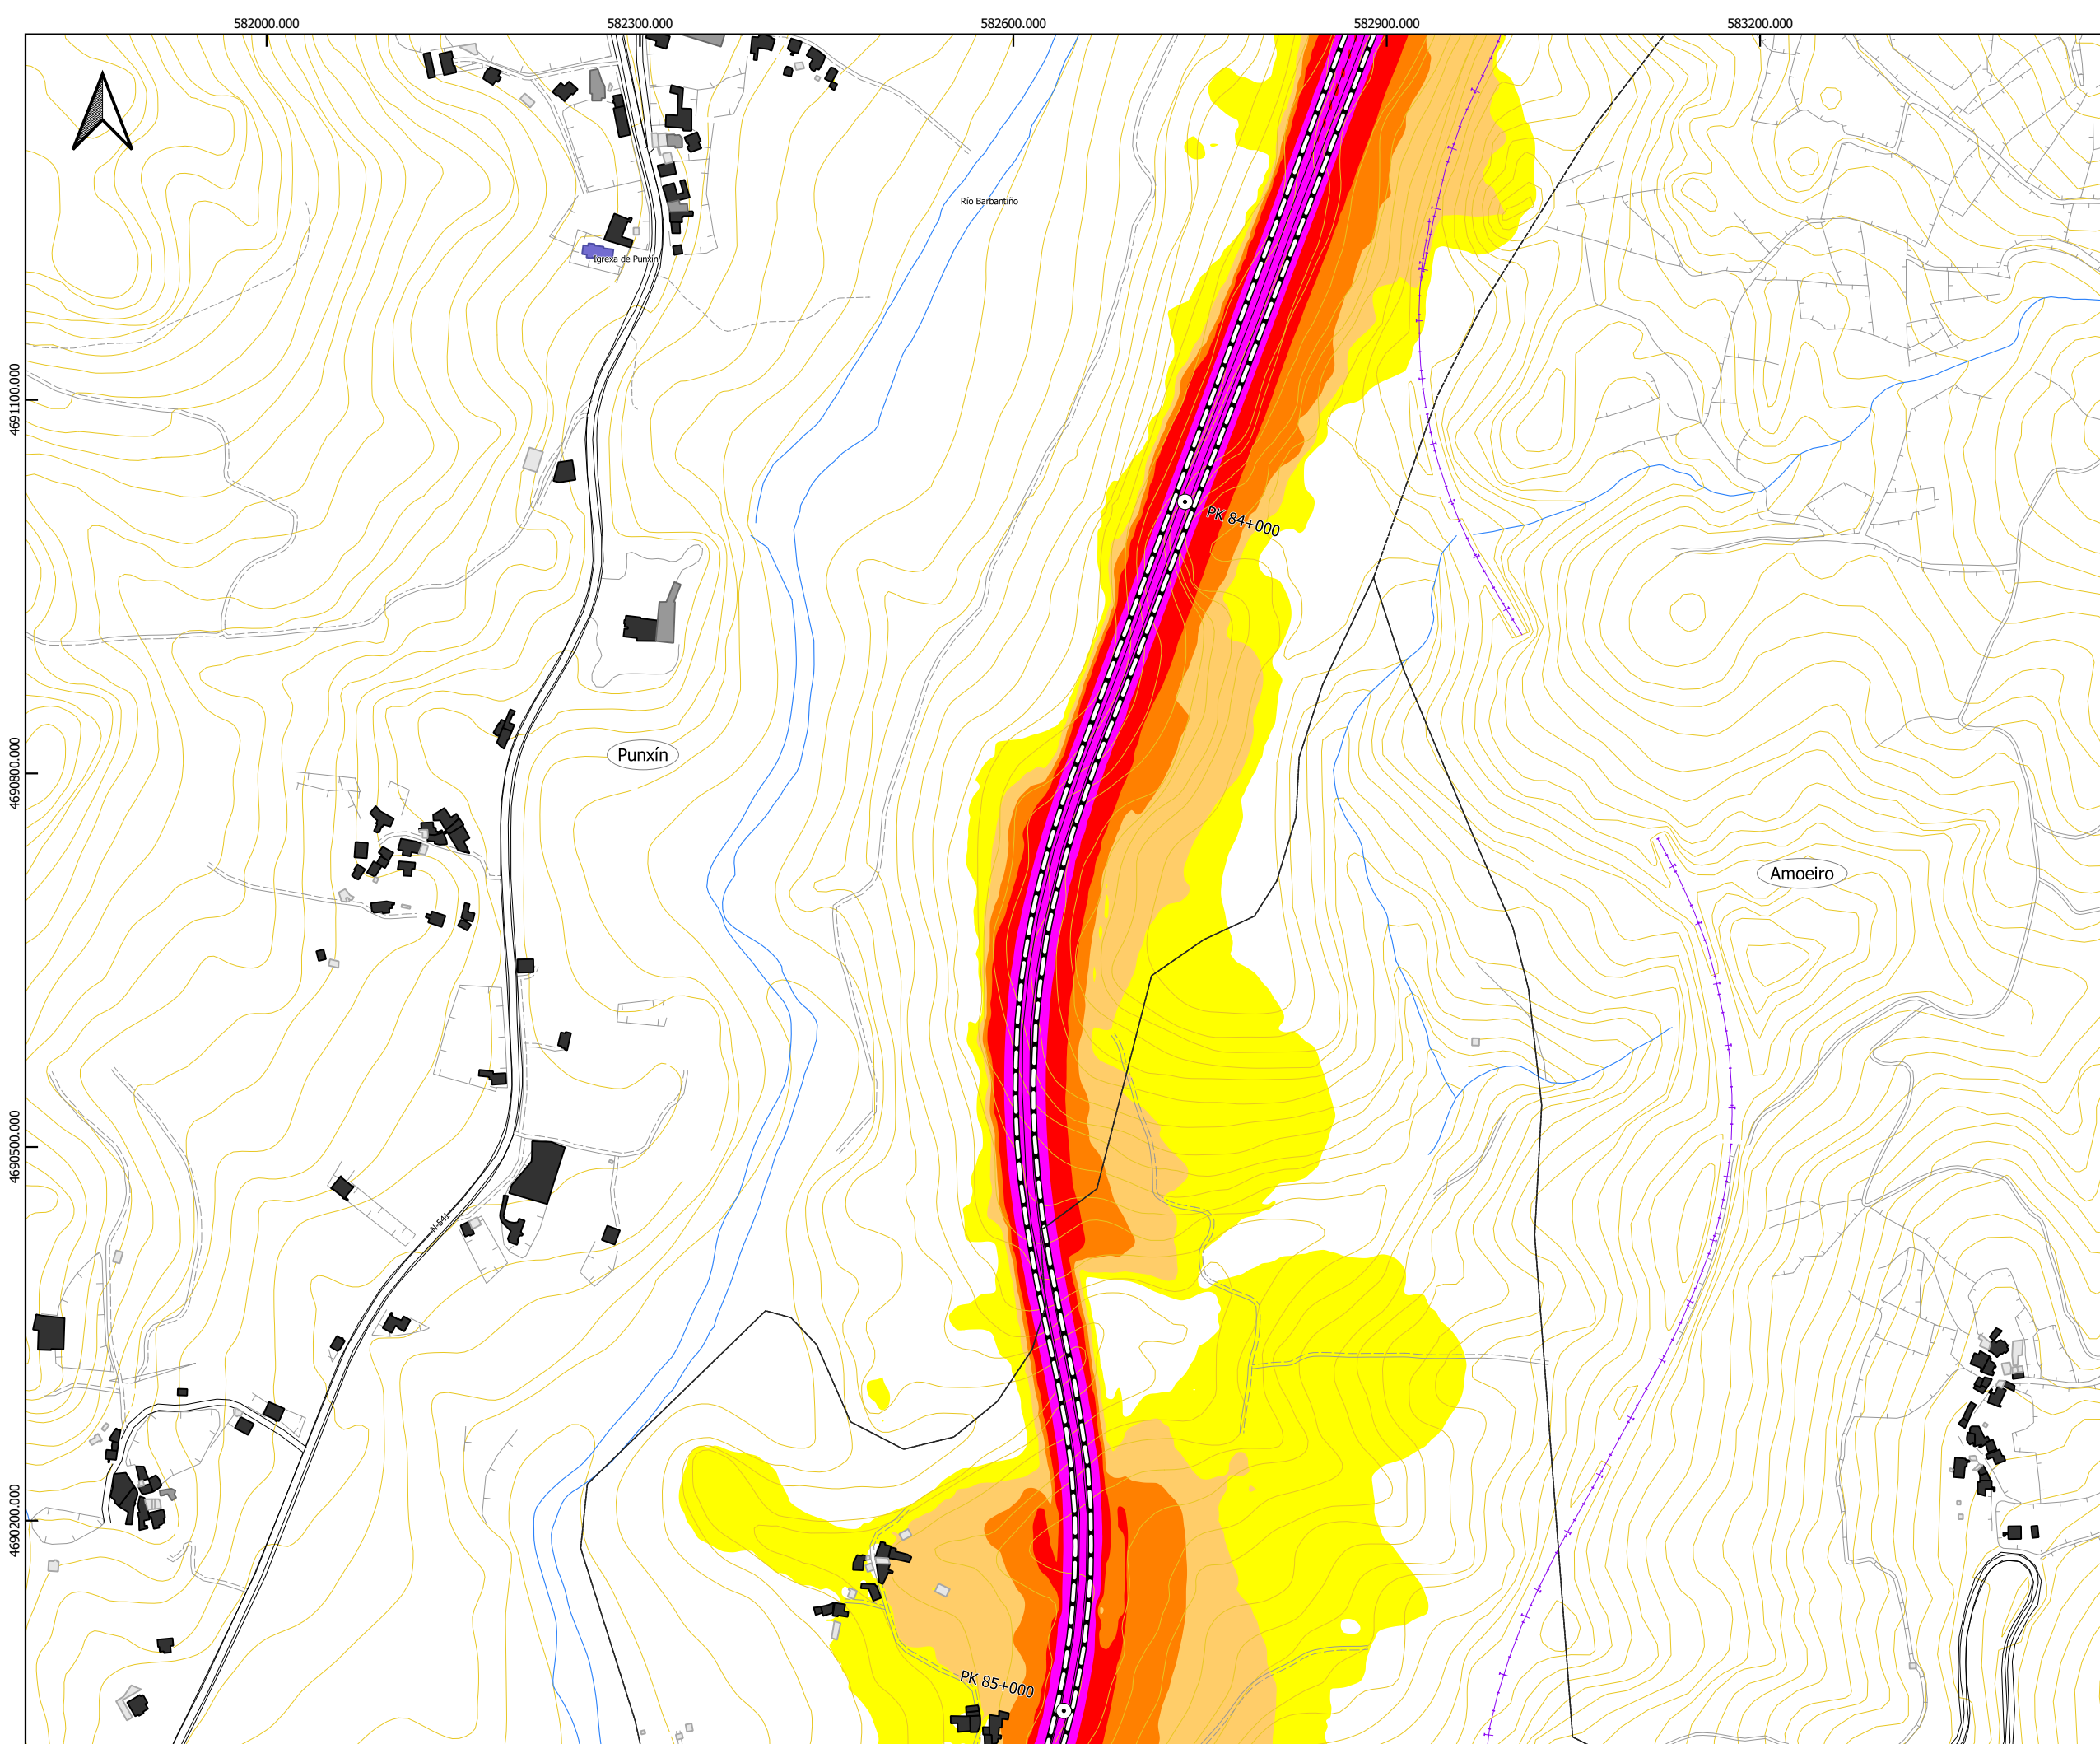 582000.000
582300.000
582600.000
582900.000
583200.000
Río Barbantiño
Igrexa de Punxín
4691100.000
PK 84+000
Punxín
4690800.000
Amoeiro
4690500.000
N-541
4690200.000
PK 85+000